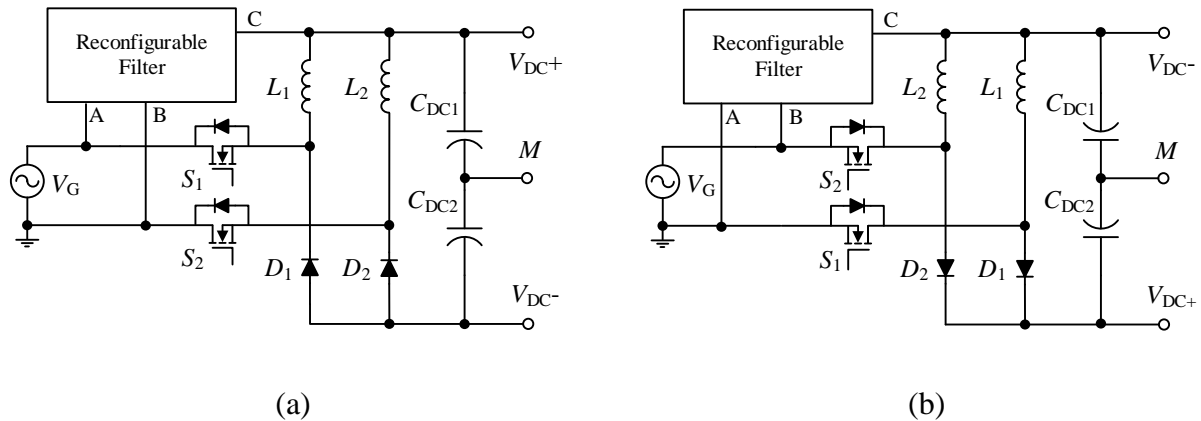 Reconfigurable
Filter
C
A
B
L1
L2
CDC1
CDC2
VDC+
M
VDC-
VG
S1
S2
D1
D2
(a)
Reconfigurable
Filter
C
A
B
L2
L1
CDC1
CDC2
VDC-
M
VDC+
VG
S2
S1
D2
D1
(b)